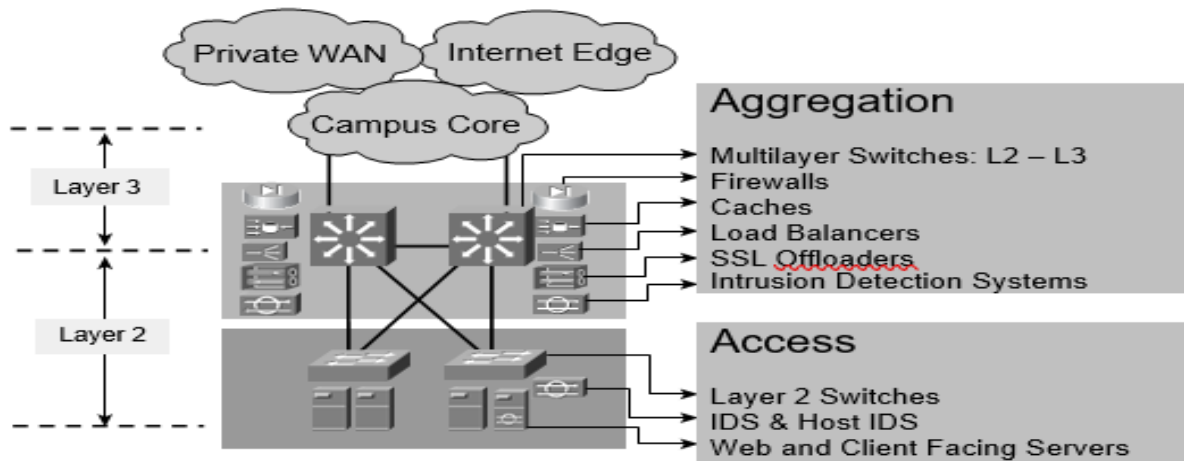 Private WAN
Internet Edge
Campus Core
Layer 3
Layer 2
Aggregation
Multilayer Switches: L2 – L3
Firewalls
Caches
Load Balancers
SSL Offloaders
Intrusion Detection Systems
Access
Layer 2 Switches
IDS & Host IDS
Web and Client Facing Servers